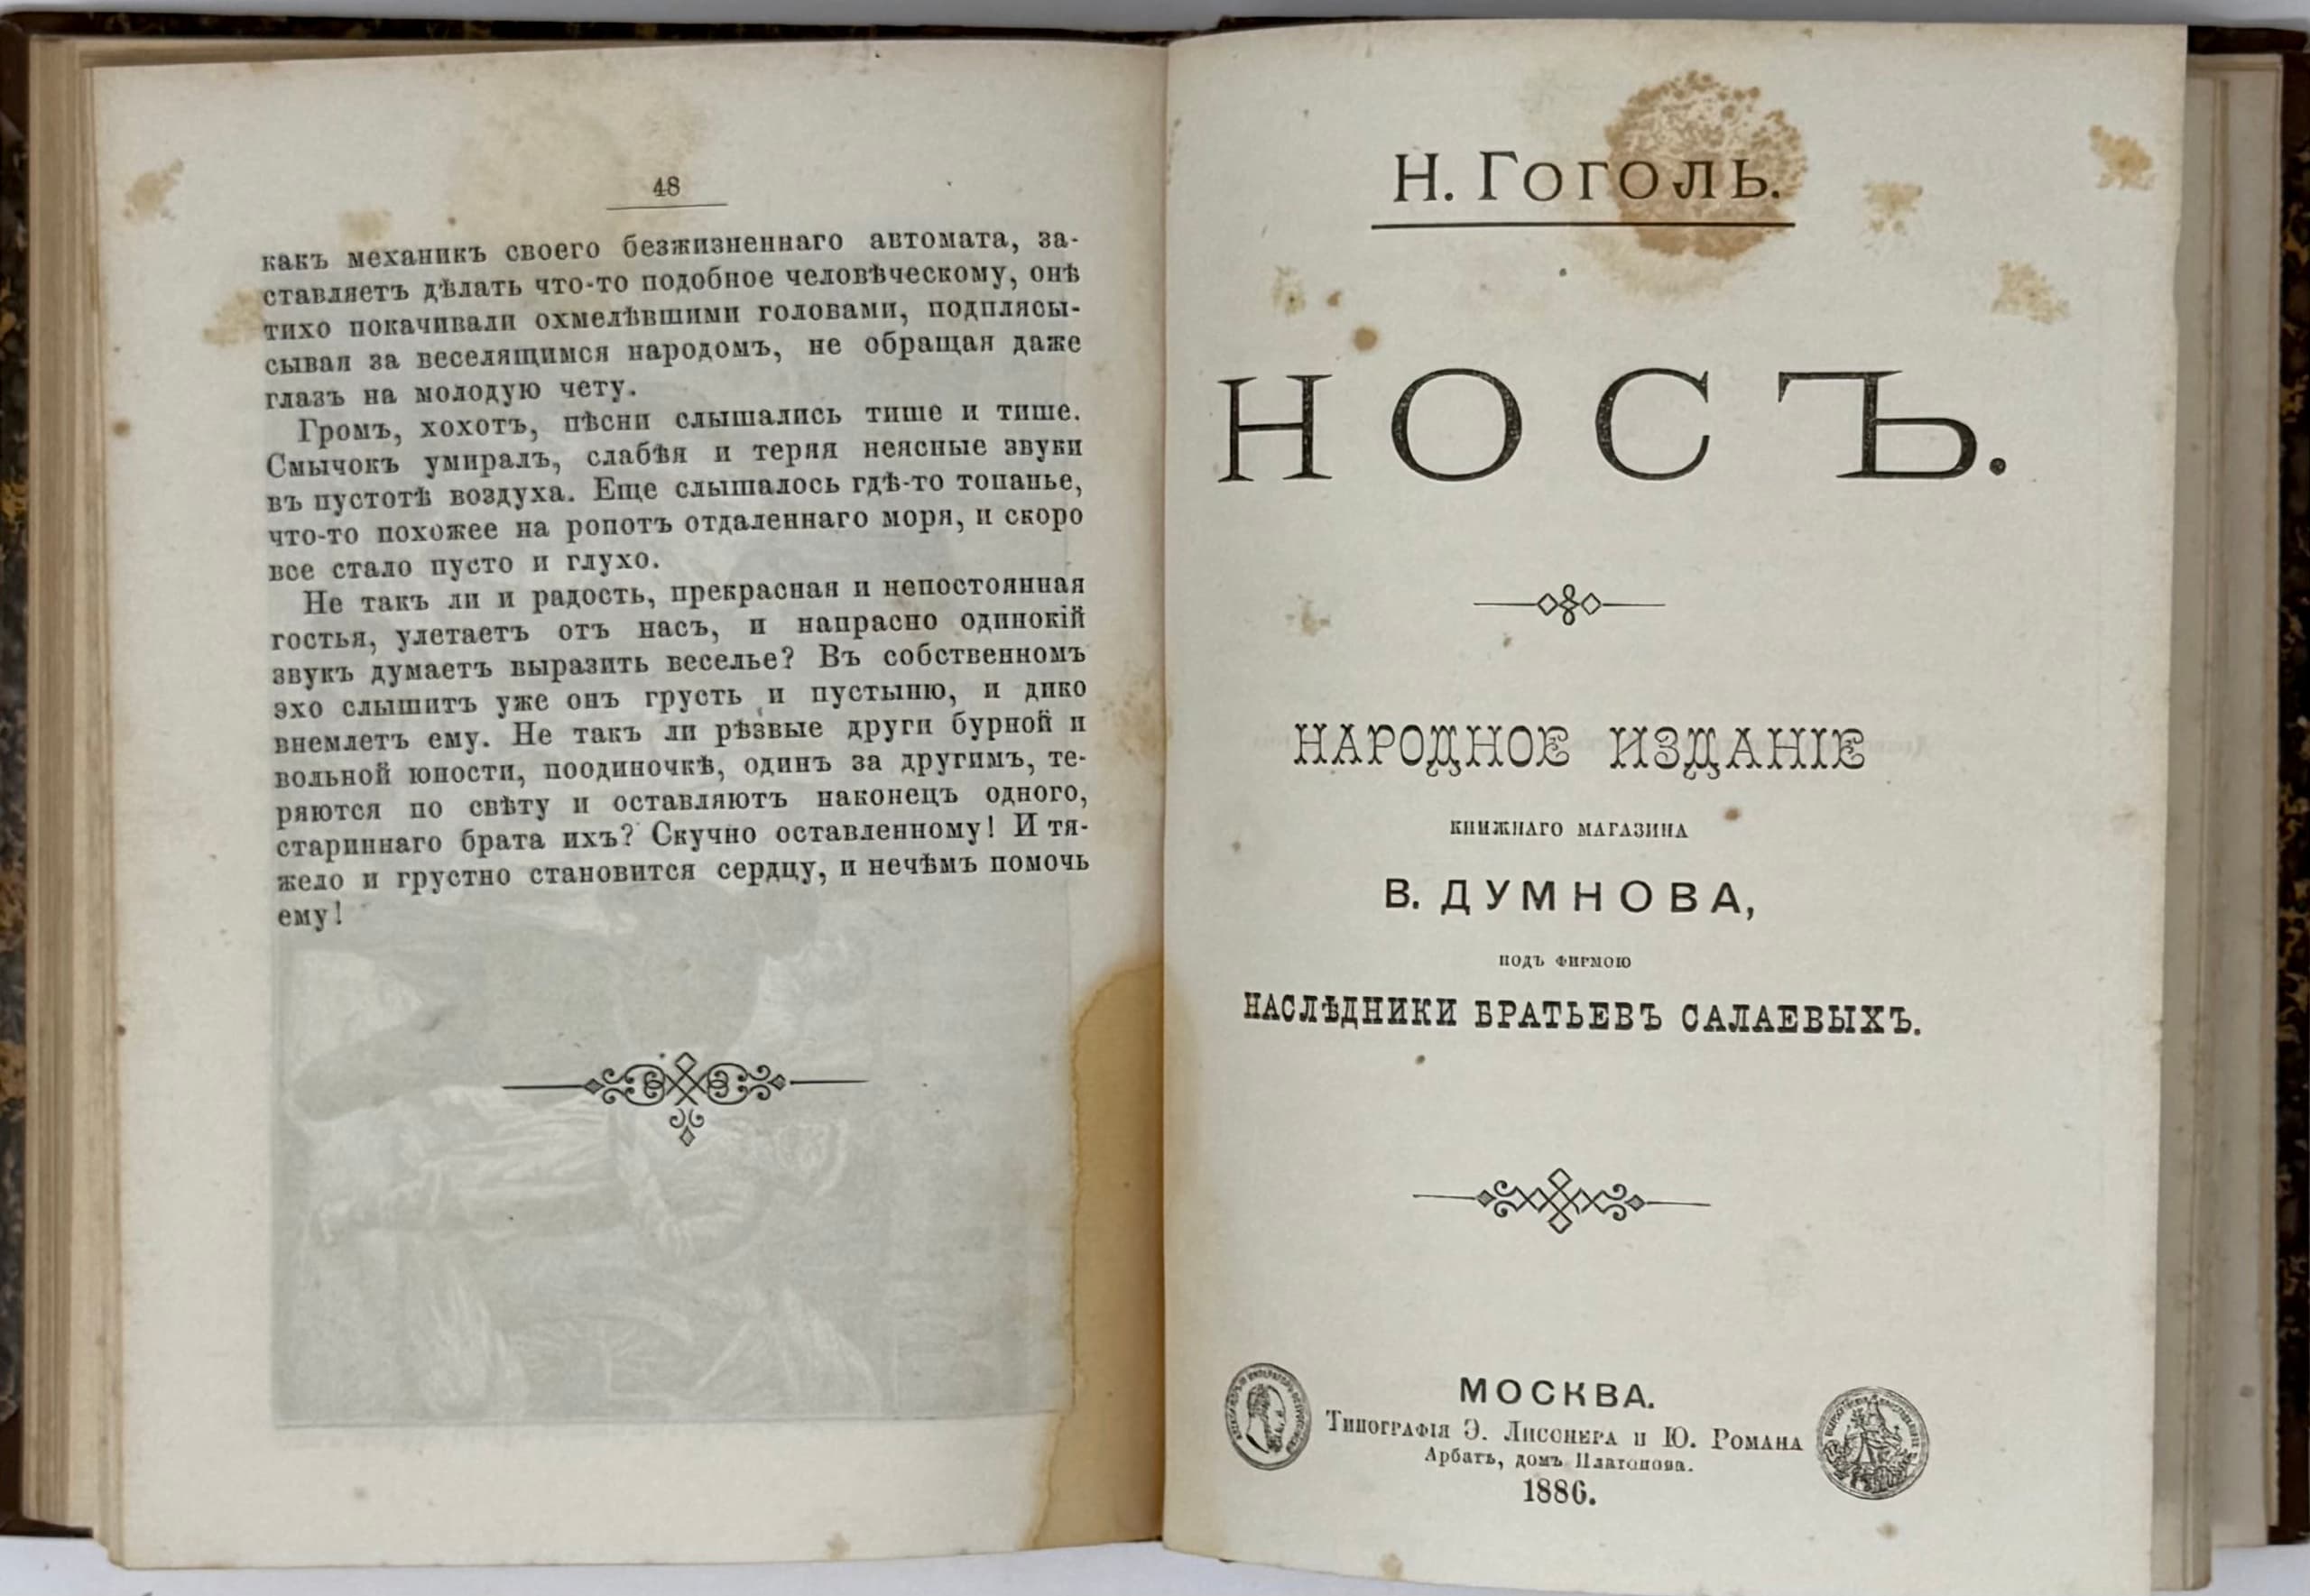 48
какъ механикъ своего безжизненнаго автомата, за-
ставляетъ дѣлать что-то подобное человѣческому, онѣ
тихо покачивали охмелѣвшими головами, подплясы-
сывая за веселящимся народомъ, не обращая даже
глазъ на молодую чету.
Громъ, хохотъ, пѣсни слышались тише и тише.
Смычокъ умиралъ, слабѣя и теряя неясные звуки
въ пустотѣ воздуха. Еще слышалось гдѣ-то топанье,
что-то похожее на ропотъ отдаленнаго моря, и скоро
все стало пусто и глухо.
Не такъ ли и радость, прекрасная и непостоянная
гостья, улетаетъ отъ насъ, и напрасно одинокій
звукъ думаетъ выразить веселье? Въ собственномъ
эхо слышитъ уже онъ грусть и пустыню, и дико
внемлетъ ему. Не такъ ли рѣзвые други бурной и
вольной юности, поодиночкѣ, одинъ за другимъ, те-
ряются по свѣту и оставляютъ наконецъ одного,
стариннаго брата ихъ? Скучно оставленному! И тя-
жело и грустно становится сердцу, и нечѣмъ помочь
ему!
Н. Гоголь.
НОСЪ.
НАРОДНОЕ ИЗДАНІЕ
КНИЖНАГО МАГАЗИНА
В. ДУМНОВА,
ПОДЪ ФИРМОЮ
НАСЛѢДНИКИ БРАТЬЕВЪ САЛАЕВЫХЪ.
МОСКВА.
Типографія Э. Лисснера и Ю. Романа
Арбатъ, домъ Платонова.
1886.